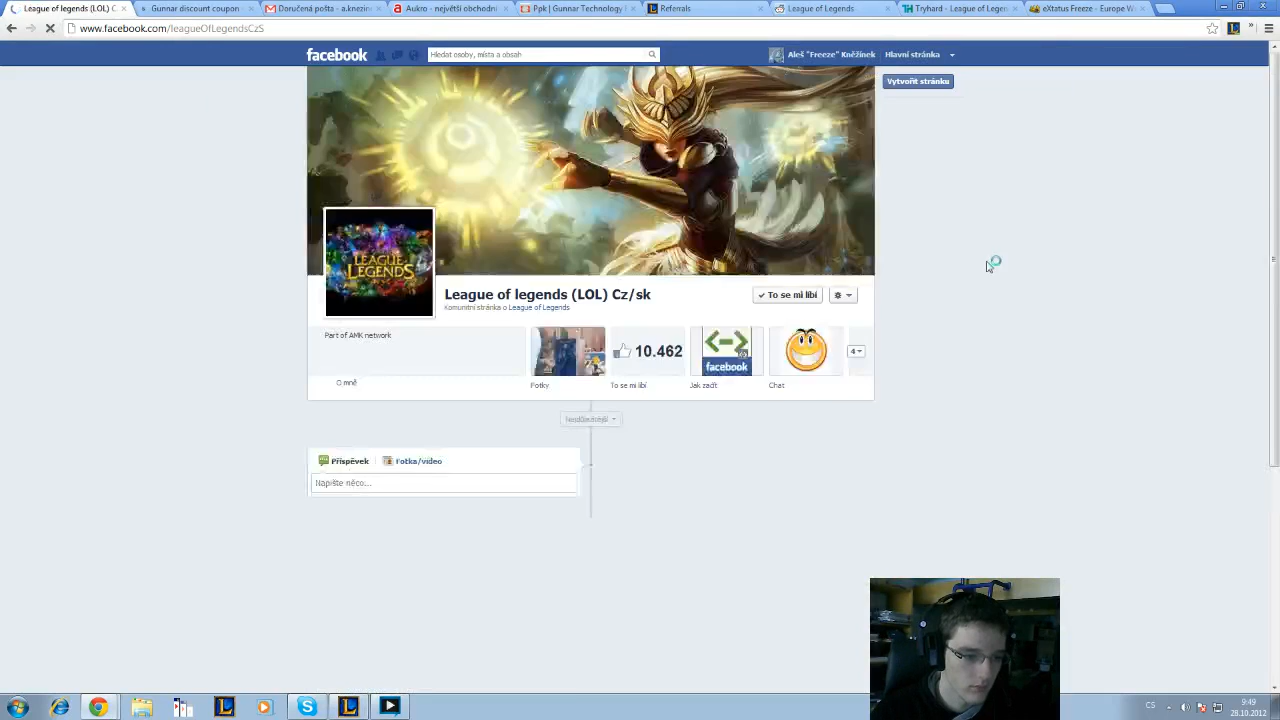 League of legends (LOL) C
Gunnar discount coupon
Doručená pošta - a.knezin
Aukro - největší obchodní
Ppk | Gunnar Technology
Referrals
League of Legends
Tryhard - League of Legen
eXtatus Freeze - Europe W
www.facebook.com/leagueOfLegendsCzS
facebook
Hledat osoby, místa a obsah
Aleš "Freeze" Kněžínek
Hlavní stránka
Vytvořit stránku
LEAGUE OF LEGENDS
League of legends (LOL) Cz/sk
To se mi líbí
Komunitní stránka o League of Legends
Part of AMK network
10.462
facebook
4
O mně
Fotky
To se mi líbí
Jak začít
Chat
Příspěvek
Fotka/video
Napište něco...
CS
9:49
28.10.2012